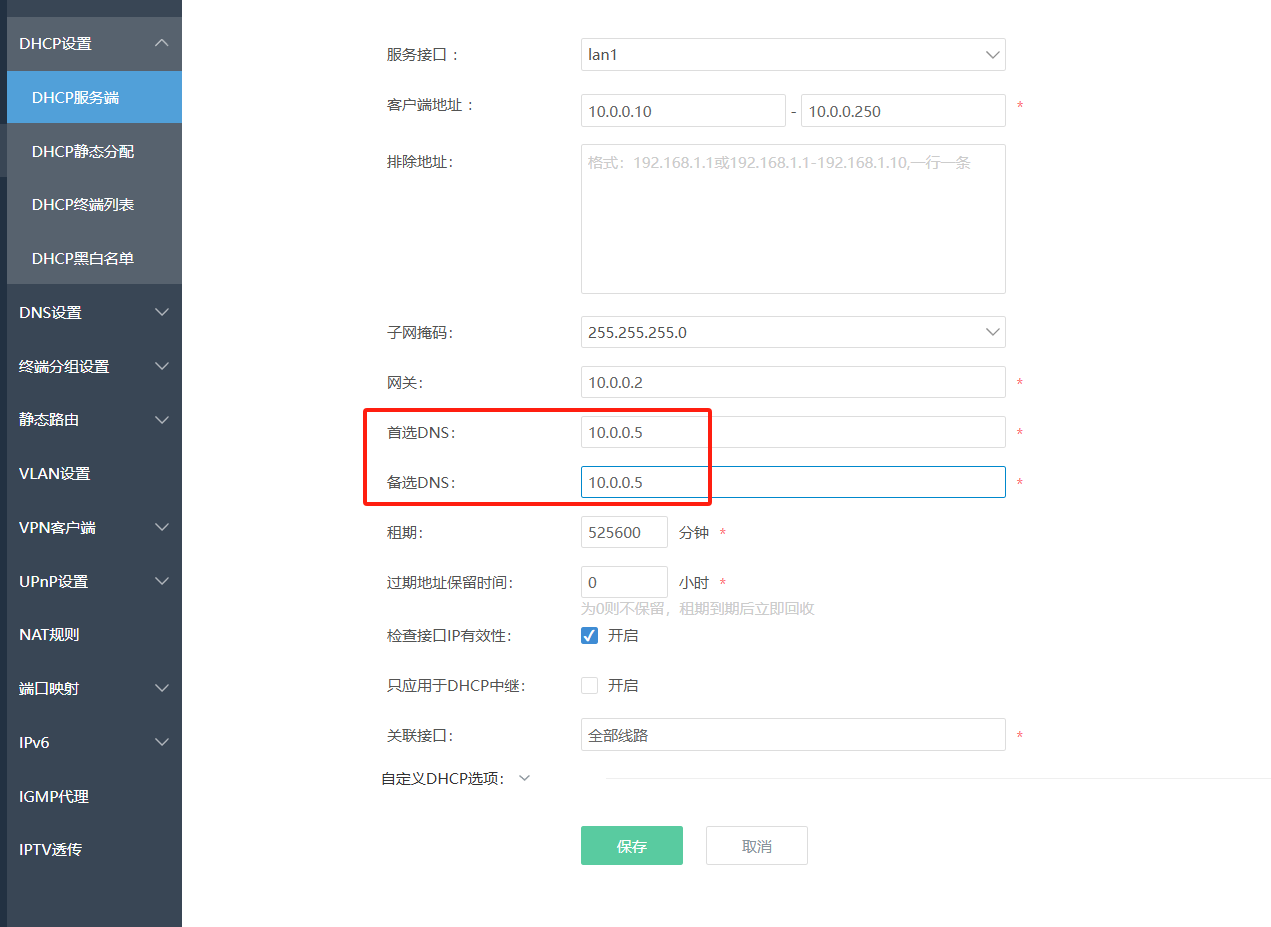 DHCP设置
DHCP服务端
DHCP静态分配
DHCP终端列表
DHCP黑白名单
DNS设置
终端分组设置
静态路由
VLAN设置
VPN客户端
UPnP设置
NAT规则
端口映射
IPv6
IGMP代理
IPTV透传
服务接口： lan1
客户端地址： 10.0.0.10 - 10.0.0.250 *
排除地址： 格式：192.168.1.1或192.168.1.1-192.168.1.10,一行一条
子网掩码： 255.255.255.0
网关： 10.0.0.2 *
首选DNS： 10.0.0.5 *
备选DNS： 10.0.0.5 *
租期： 525600 分钟 *
过期地址保留时间： 0 小时 *
为0则不保留，租期到期后立即回收
检查接口IP有效性： 开启
只应用于DHCP中继： 开启
关联接口： 全部线路 *
自定义DHCP选项：
保存 取消